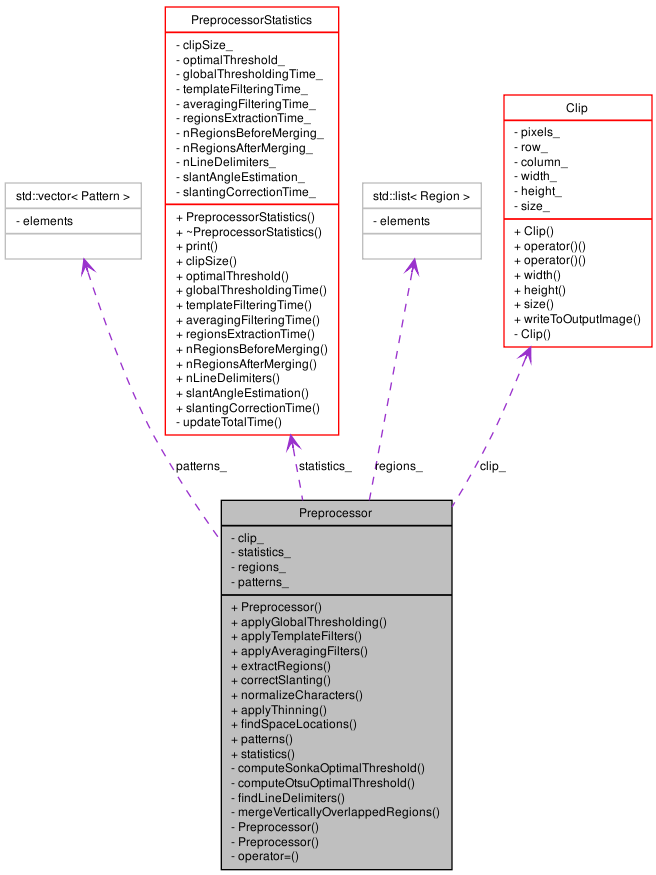 PreprocessorStatistics
- clipSize_
- optimalThreshold_
- globalThresholdingTime_
- templateFilteringTime_
- averagingFilteringTime_
- regionsExtractionTime_
- nRegionsBeforeMerging_
- nRegionsAfterMerging_
- nLineDelimiters_
- slantAngleEstimation_
- slantingCorrectionTime_
+ PreprocessorStatistics()
+ ~PreprocessorStatistics()
+ print()
+ clipSize()
+ optimalThreshold()
+ globalThresholdingTime()
+ templateFilteringTime()
+ averagingFilteringTime()
+ regionsExtractionTime()
+ nRegionsBeforeMerging()
+ nRegionsAfterMerging()
+ nLineDelimiters()
+ slantAngleEstimation()
+ slantingCorrectionTime()
- updateTotalTime()
Clip
- pixels_
- row_
- column_
- width_
- height_
- size_
+ Clip()
+ operator()()
+ operator()()
+ width()
+ height()
+ size()
+ writeToOutputImage()
- Clip()
std::vector< Pattern >
- elements
std::list< Region >
- elements
patterns_
statistics_
regions_
clip_
Preprocessor
- clip_
- statistics_
- regions_
- patterns_
+ Preprocessor()
+ applyGlobalThresholding()
+ applyTemplateFilters()
+ applyAveragingFilters()
+ extractRegions()
+ correctSlanting()
+ normalizeCharacters()
+ applyThinning()
+ findSpaceLocations()
+ patterns()
+ statistics()
- computeSonkaOptimalThreshold()
- computeOtsuOptimalThreshold()
- findLineDelimiters()
- mergeVerticallyOverlappedRegions()
- Preprocessor()
- Preprocessor()
- operator=()